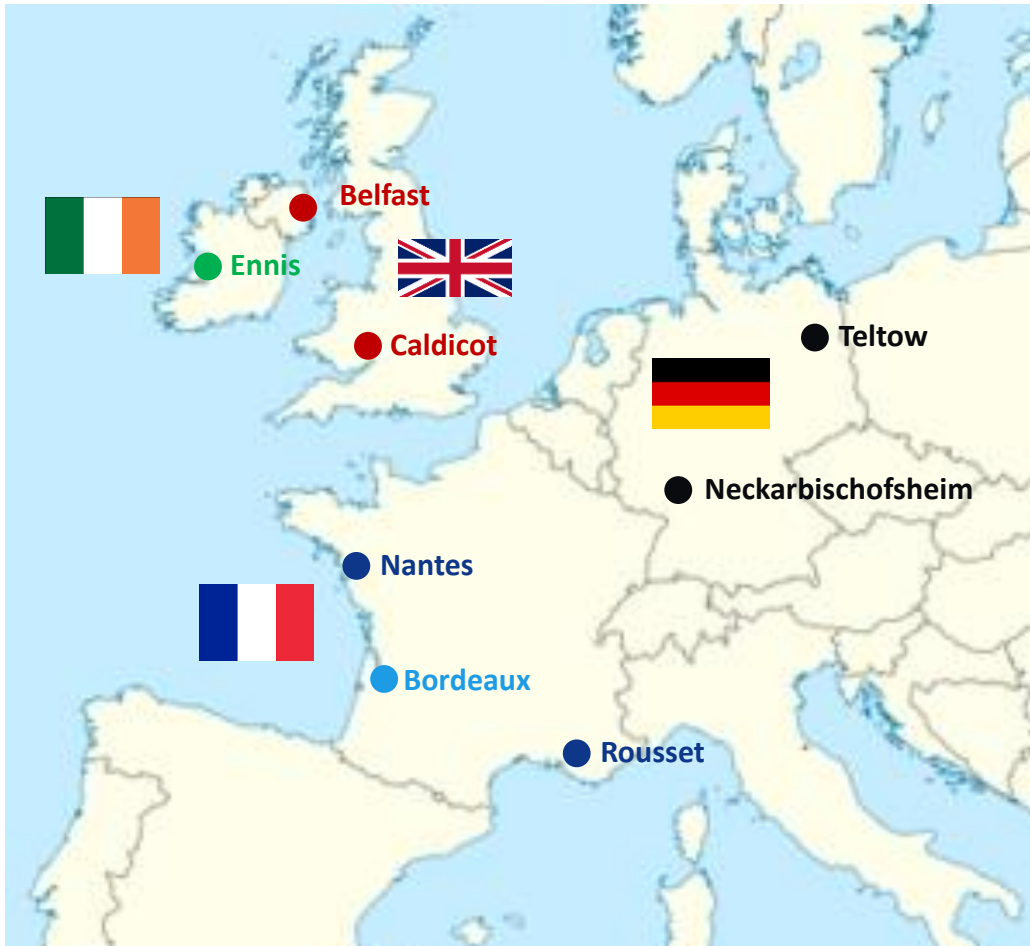 Belfast
Ennis
Caldicot
Teltow
Neckarbischofsheim
Nantes
Bordeaux
Rousset